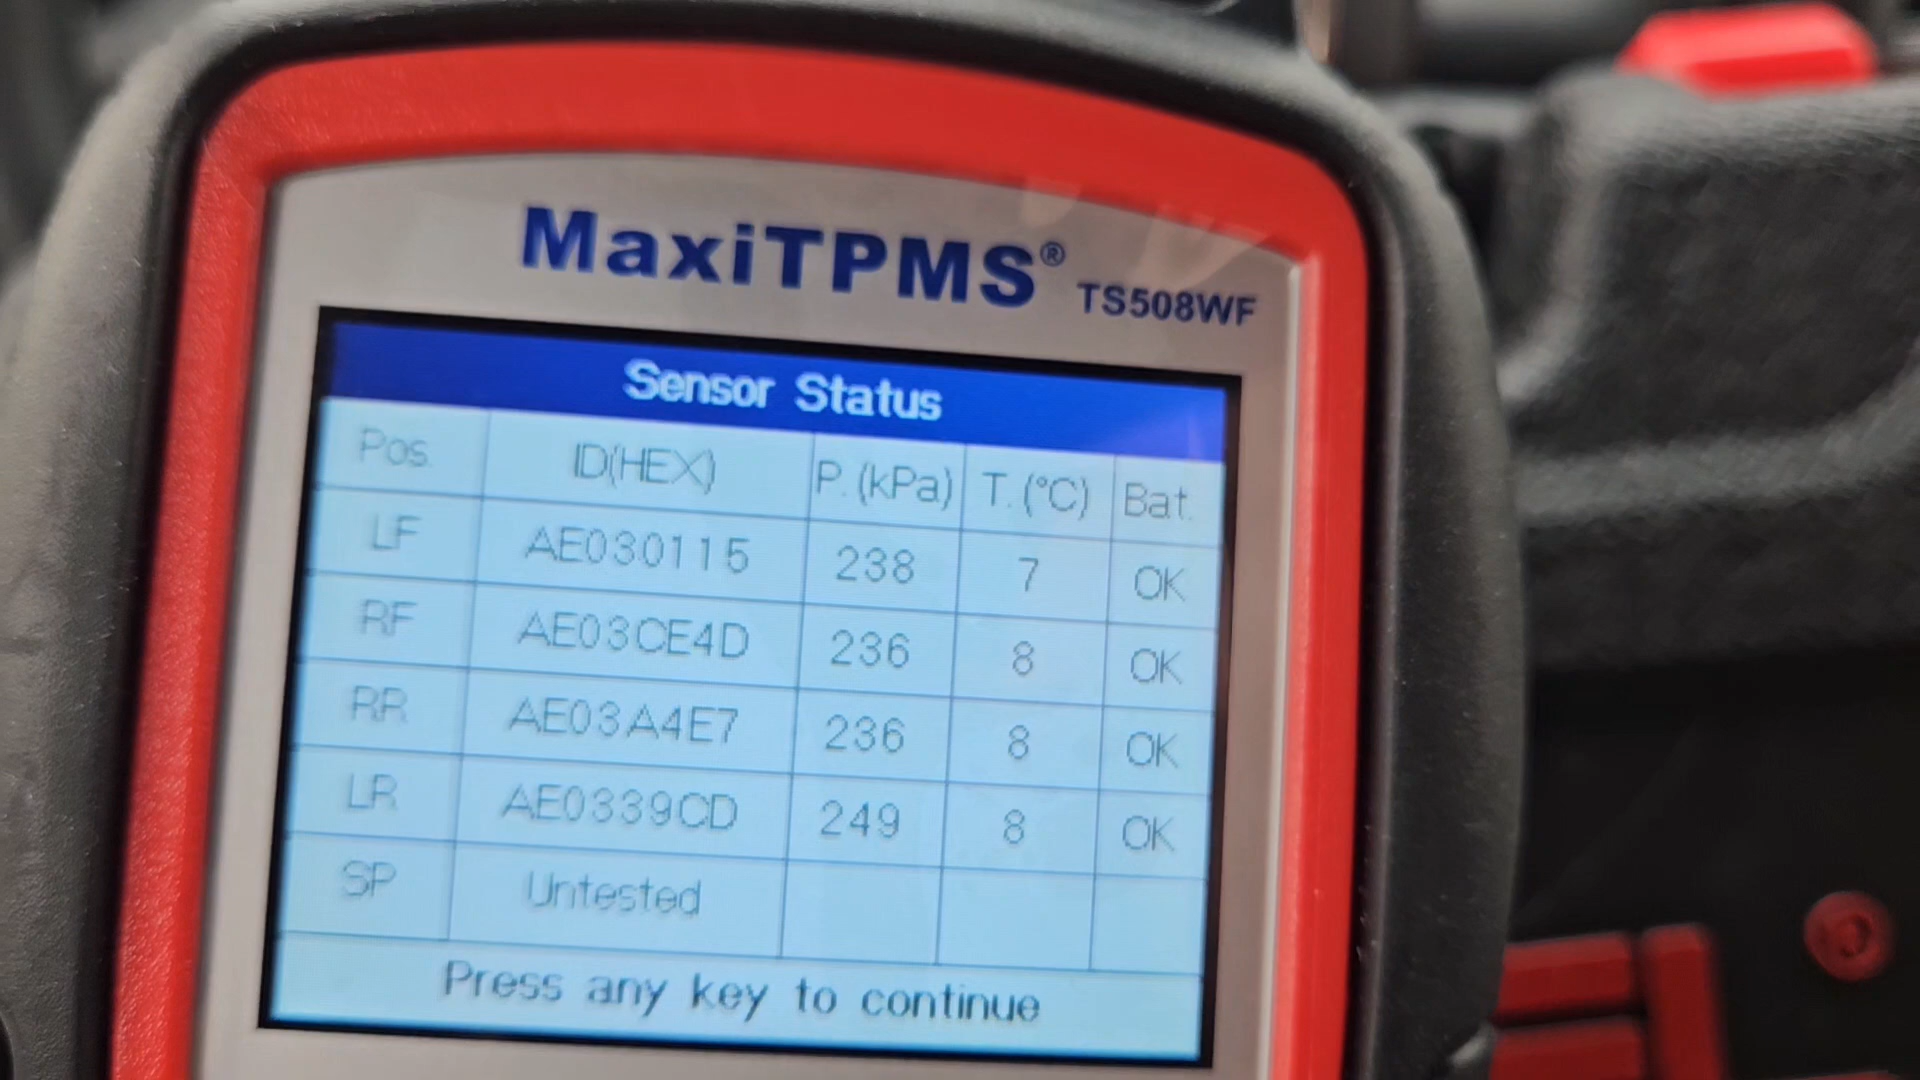 MaxiTPMS® TS508WF
Sensor Status
Pos. ID(HEX) P.(kPa) T.(°C) Bat.
LF AE030115 238 7 OK
RF AE03CE4D 236 8 OK
RR AE03A4E7 236 8 OK
LR AE0339CD 249 8 OK
SP Untested
Press any key to continue